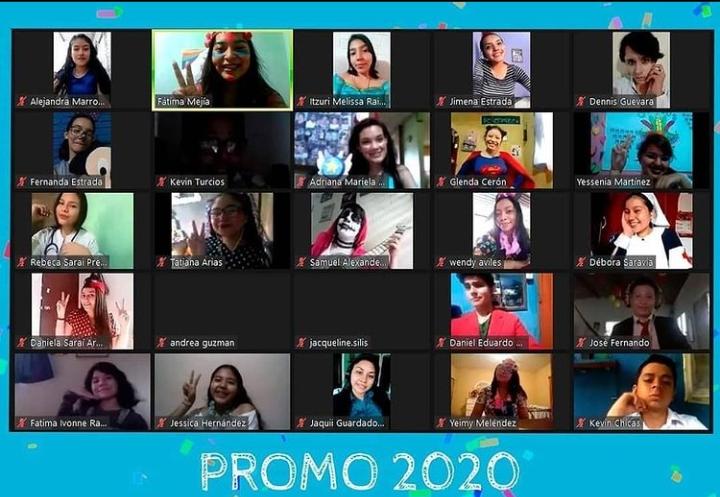 Alejandra Marro...
Fátima Mejía
Itzuri Melissa Rai...
Jimena Estrada
Dennis Guevara
Fernanda Estrada
Kevin Turcios
Adriana Mariela ...
Glenda Cerón
Yessenia Martínez
Rebeca Sarai Pre...
Tatiana Arias
Samuel Alexande...
wendy aviles
Débora Saravia
Daniela Saraí Ar...
andrea guzman
jacqueline.silis
Daniel Eduardo ...
José Fernando
Fatima Ivonne Ra...
Jessica Hernández
Jaquii Guardado...
Yeimy Meléndez
Kevin Chicas
PROMO 2020